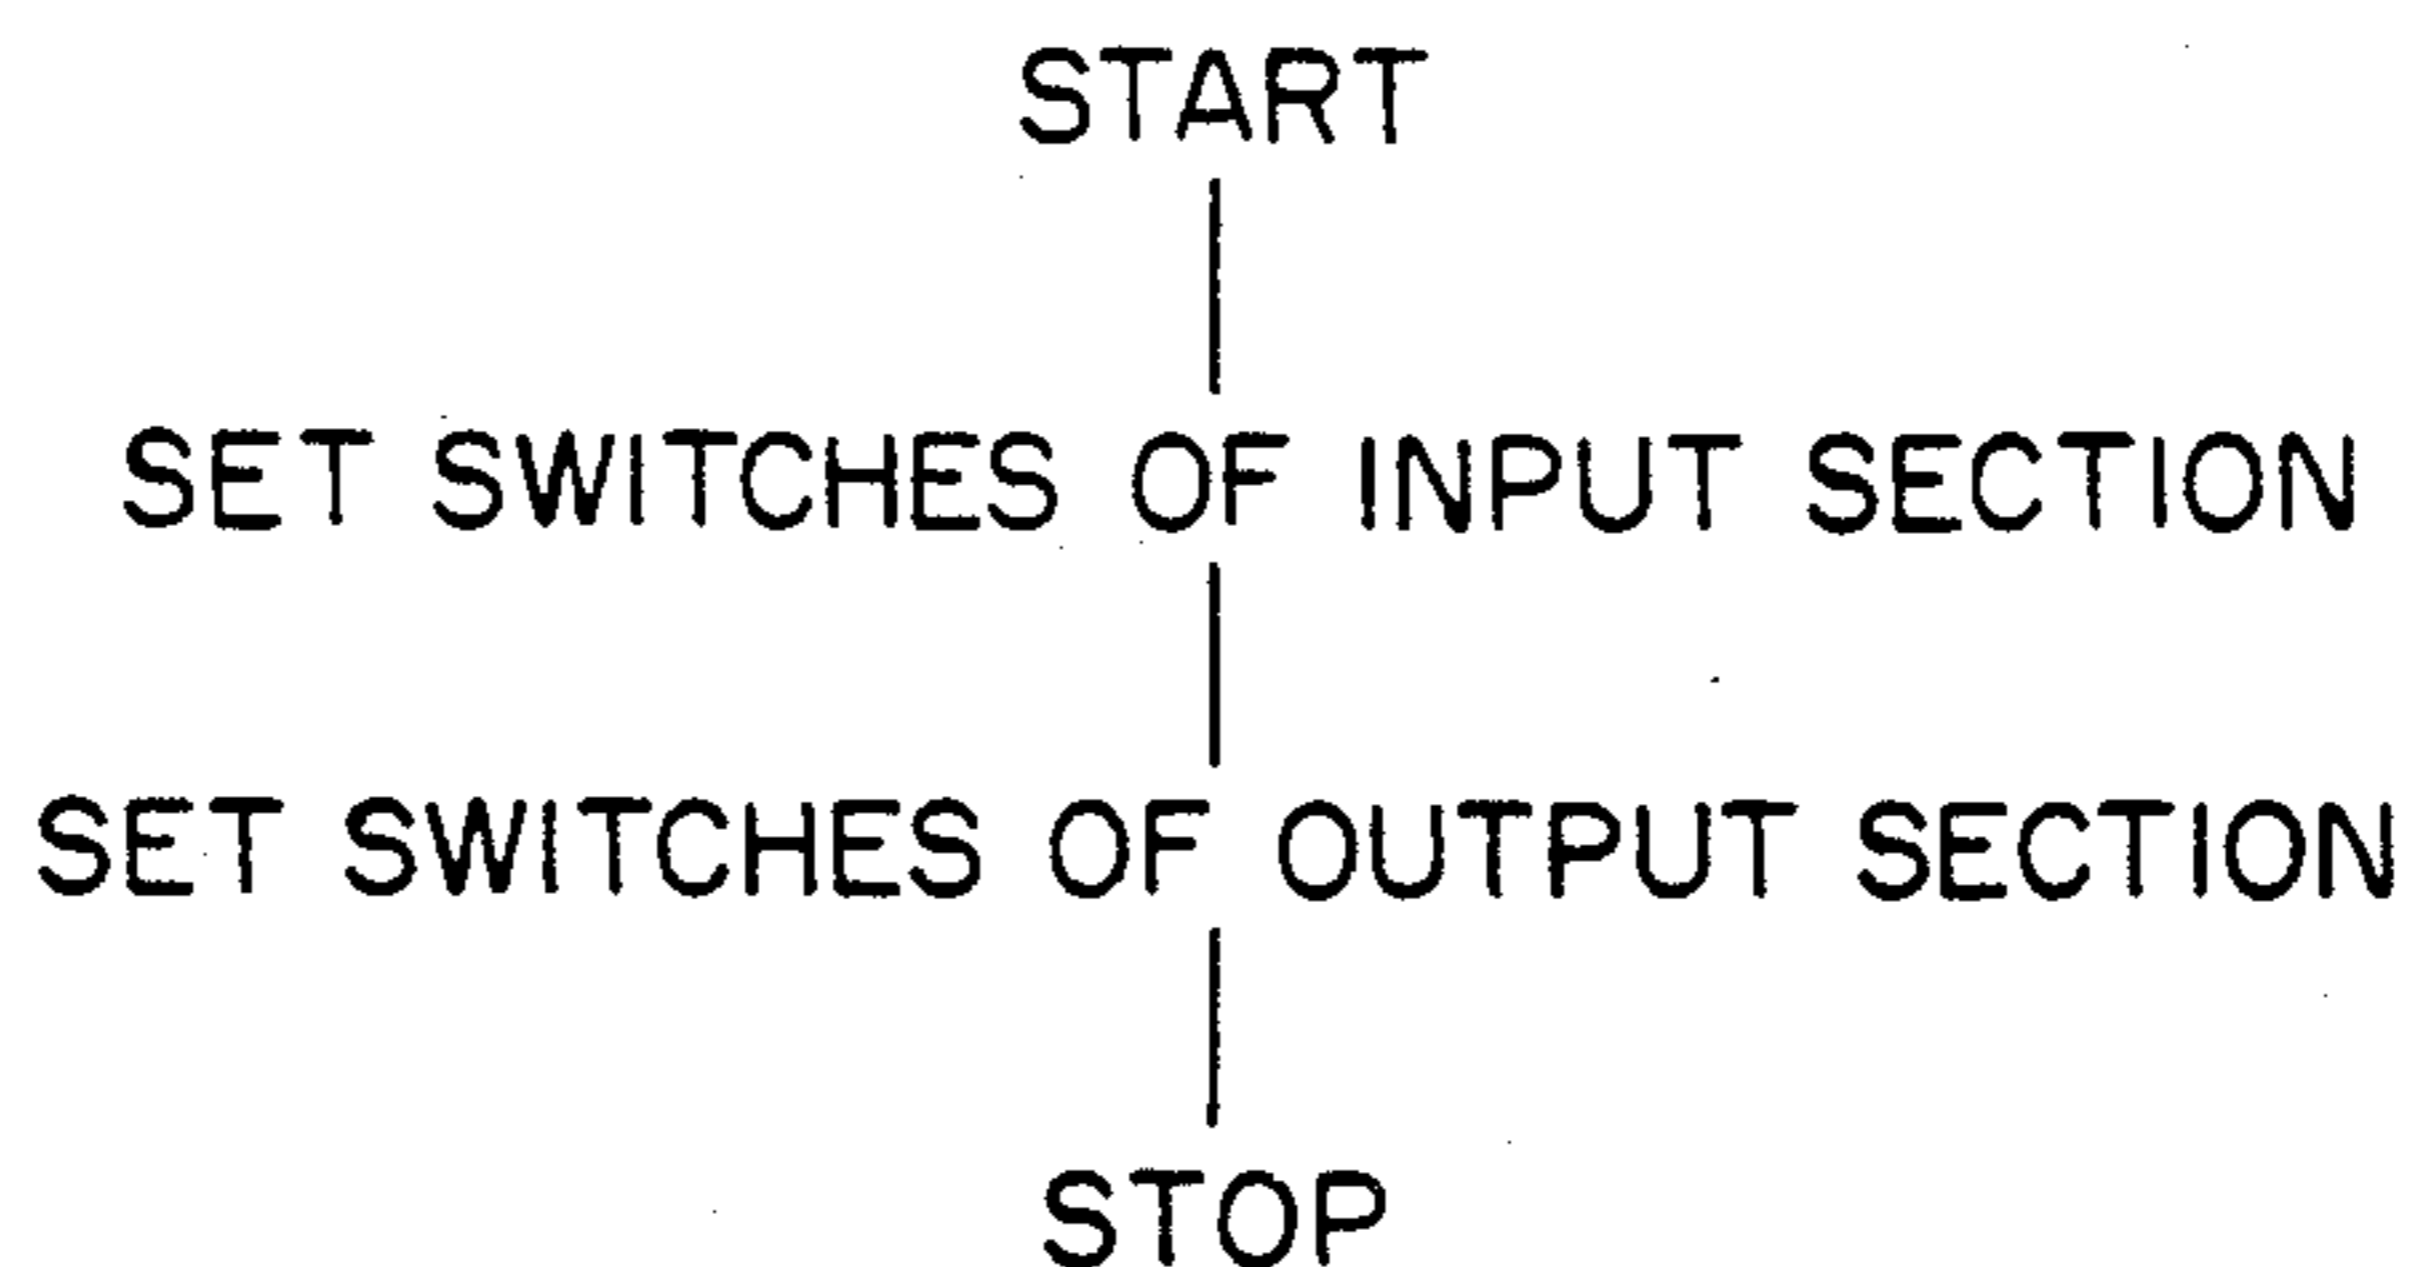 START
SET SWITCHES OF INPUT SECTION
SET SWITCHES OF OUTPUT SECTION
STOP